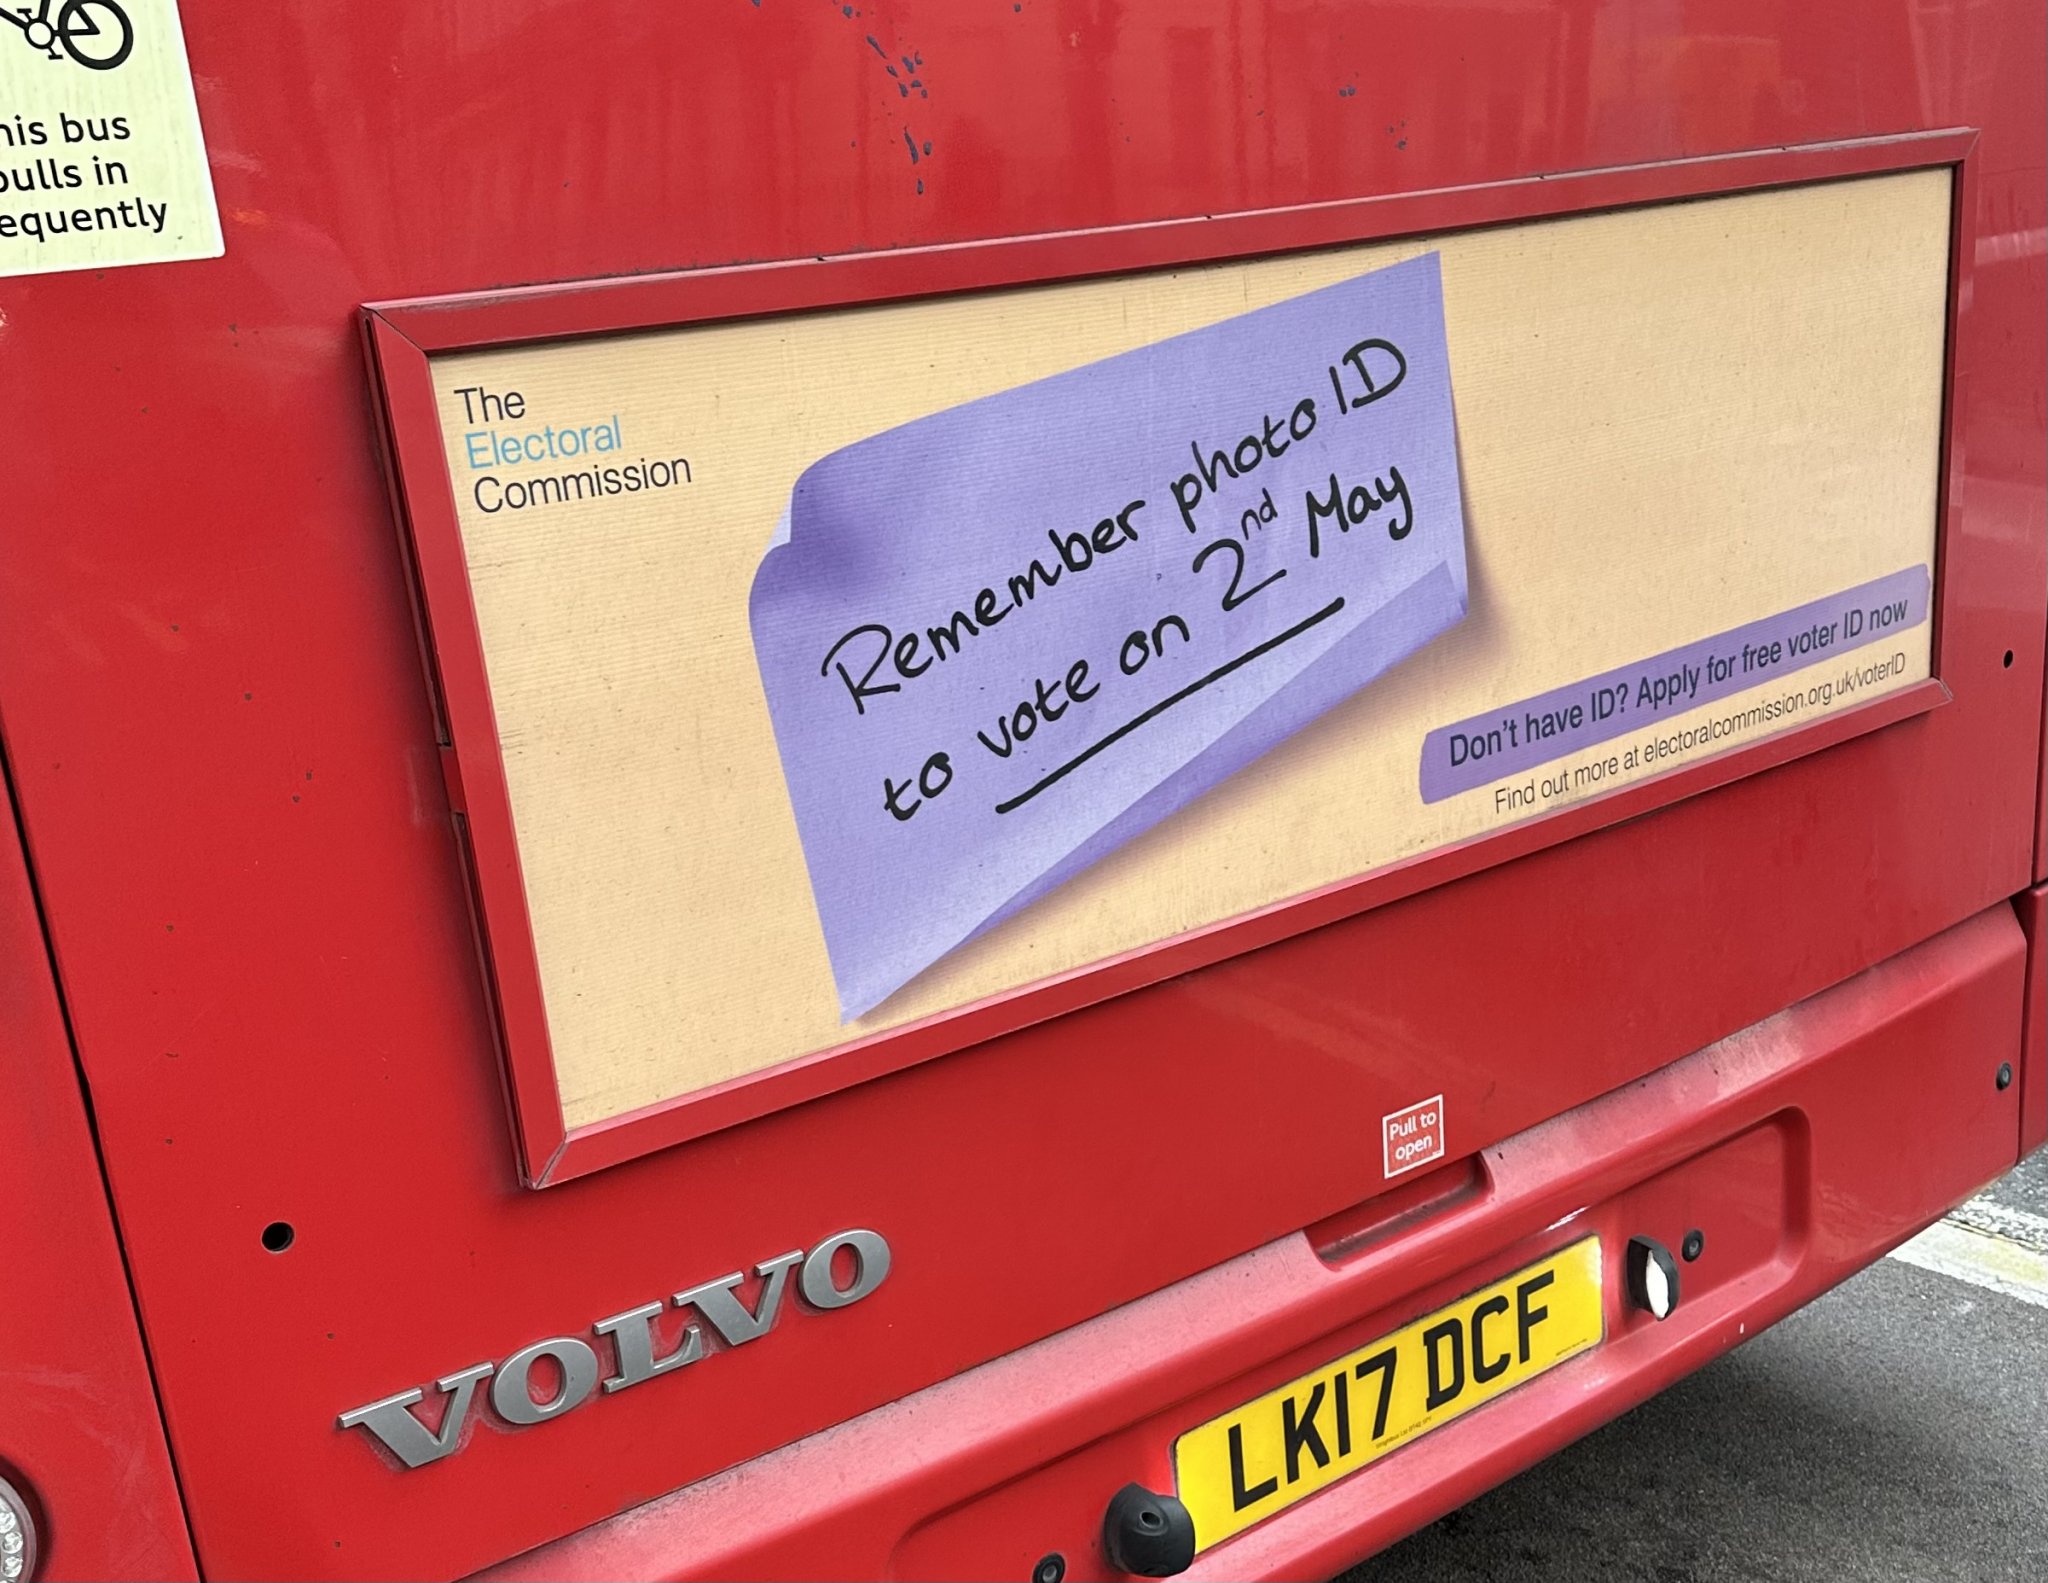 his bus
pulls in
equently
The
Electoral
Commission
Remember photo ID
to vote on 2nd May
Don't have ID? Apply for free voter ID now
Find out more at electoralcommission.org.uk/voterID
Pull to
open
VOLVO
LK17 DCF